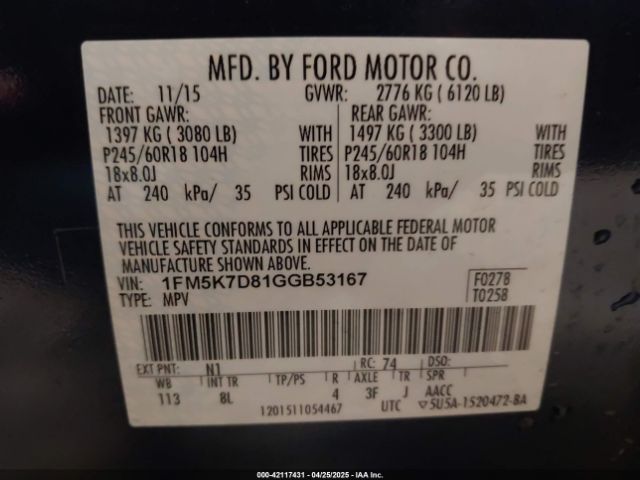 MFD. BY FORD MOTOR CO.
DATE: 11/15 GVWR: 2776 KG ( 6120 LB)
FRONT GAWR: REAR GAWR:
1397 KG ( 3080 LB) WITH 1497 KG ( 3300 LB) WITH
P245/60R18 104H TIRES P245/60R18 104H TIRES
18x8.0J RIMS 18x8.0J RIMS
AT 240 kPa/ 35 PSI COLD AT 240 kPa/ 35 PSI COLD
THIS VEHICLE CONFORMS TO ALL APPLICABLE FEDERAL MOTOR
VEHICLE SAFETY STANDARDS IN EFFECT ON THE DATE OF
MANUFACTURE SHOWN ABOVE.
VIN: 1FM5K7D81GGB53167 F0278
TYPE: MPV T0258
EXT PNT: N1 RC: 74 DSO:
WB INT TR TP/PS R AXLE TR SPR
113 8L 4 3F J AACC
1201511054467 UTC ▽5U5A-1520472-BA
000-42117431 - 04/25/2025 - IAAI Inc.